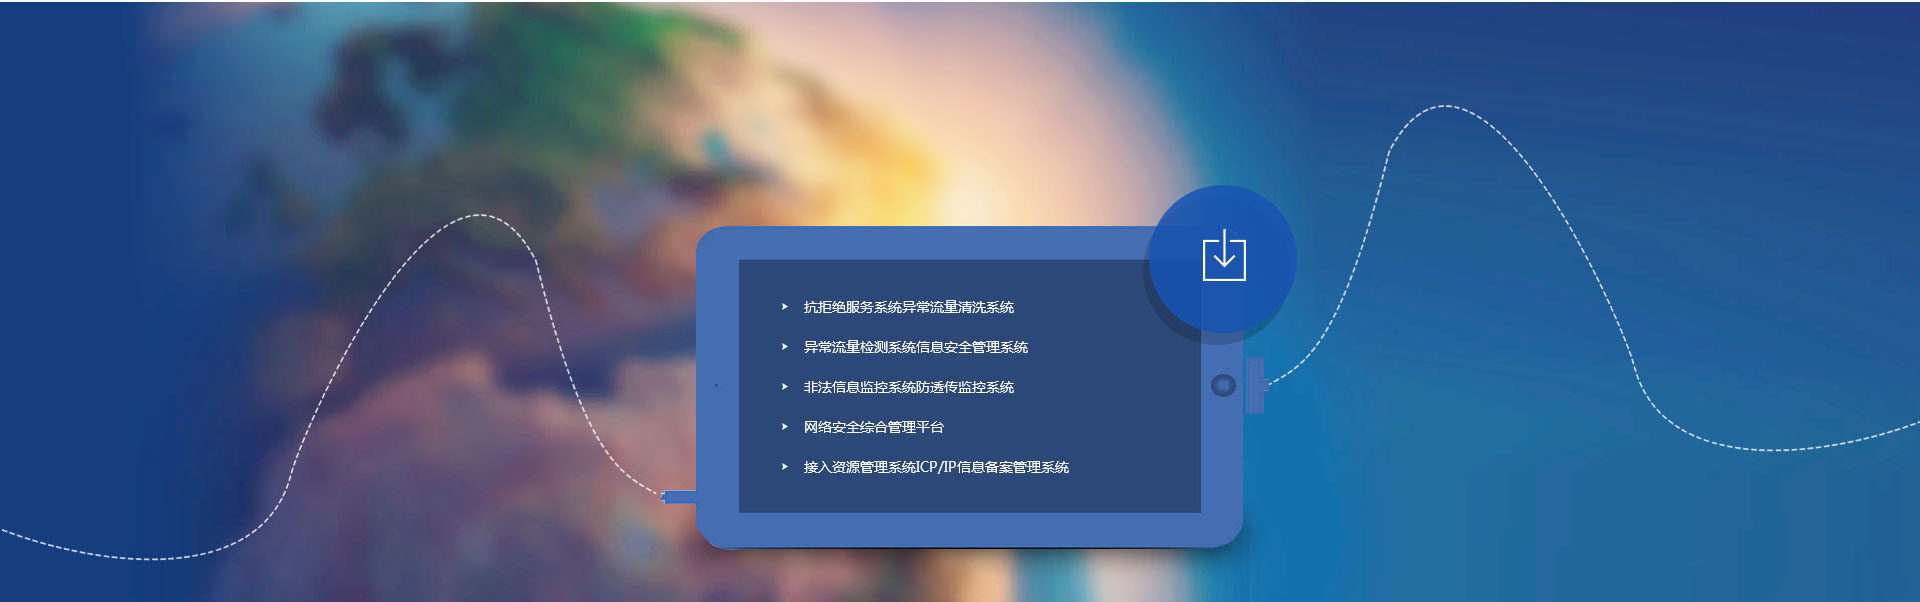 抗拒绝服务系统异常流量清洗系统
异常流量检测系统信息安全管理系统
非法信息监控系统防透传监控系统
网络安全综合管理平台
接入资源管理系统ICP/IP信息备案管理系统